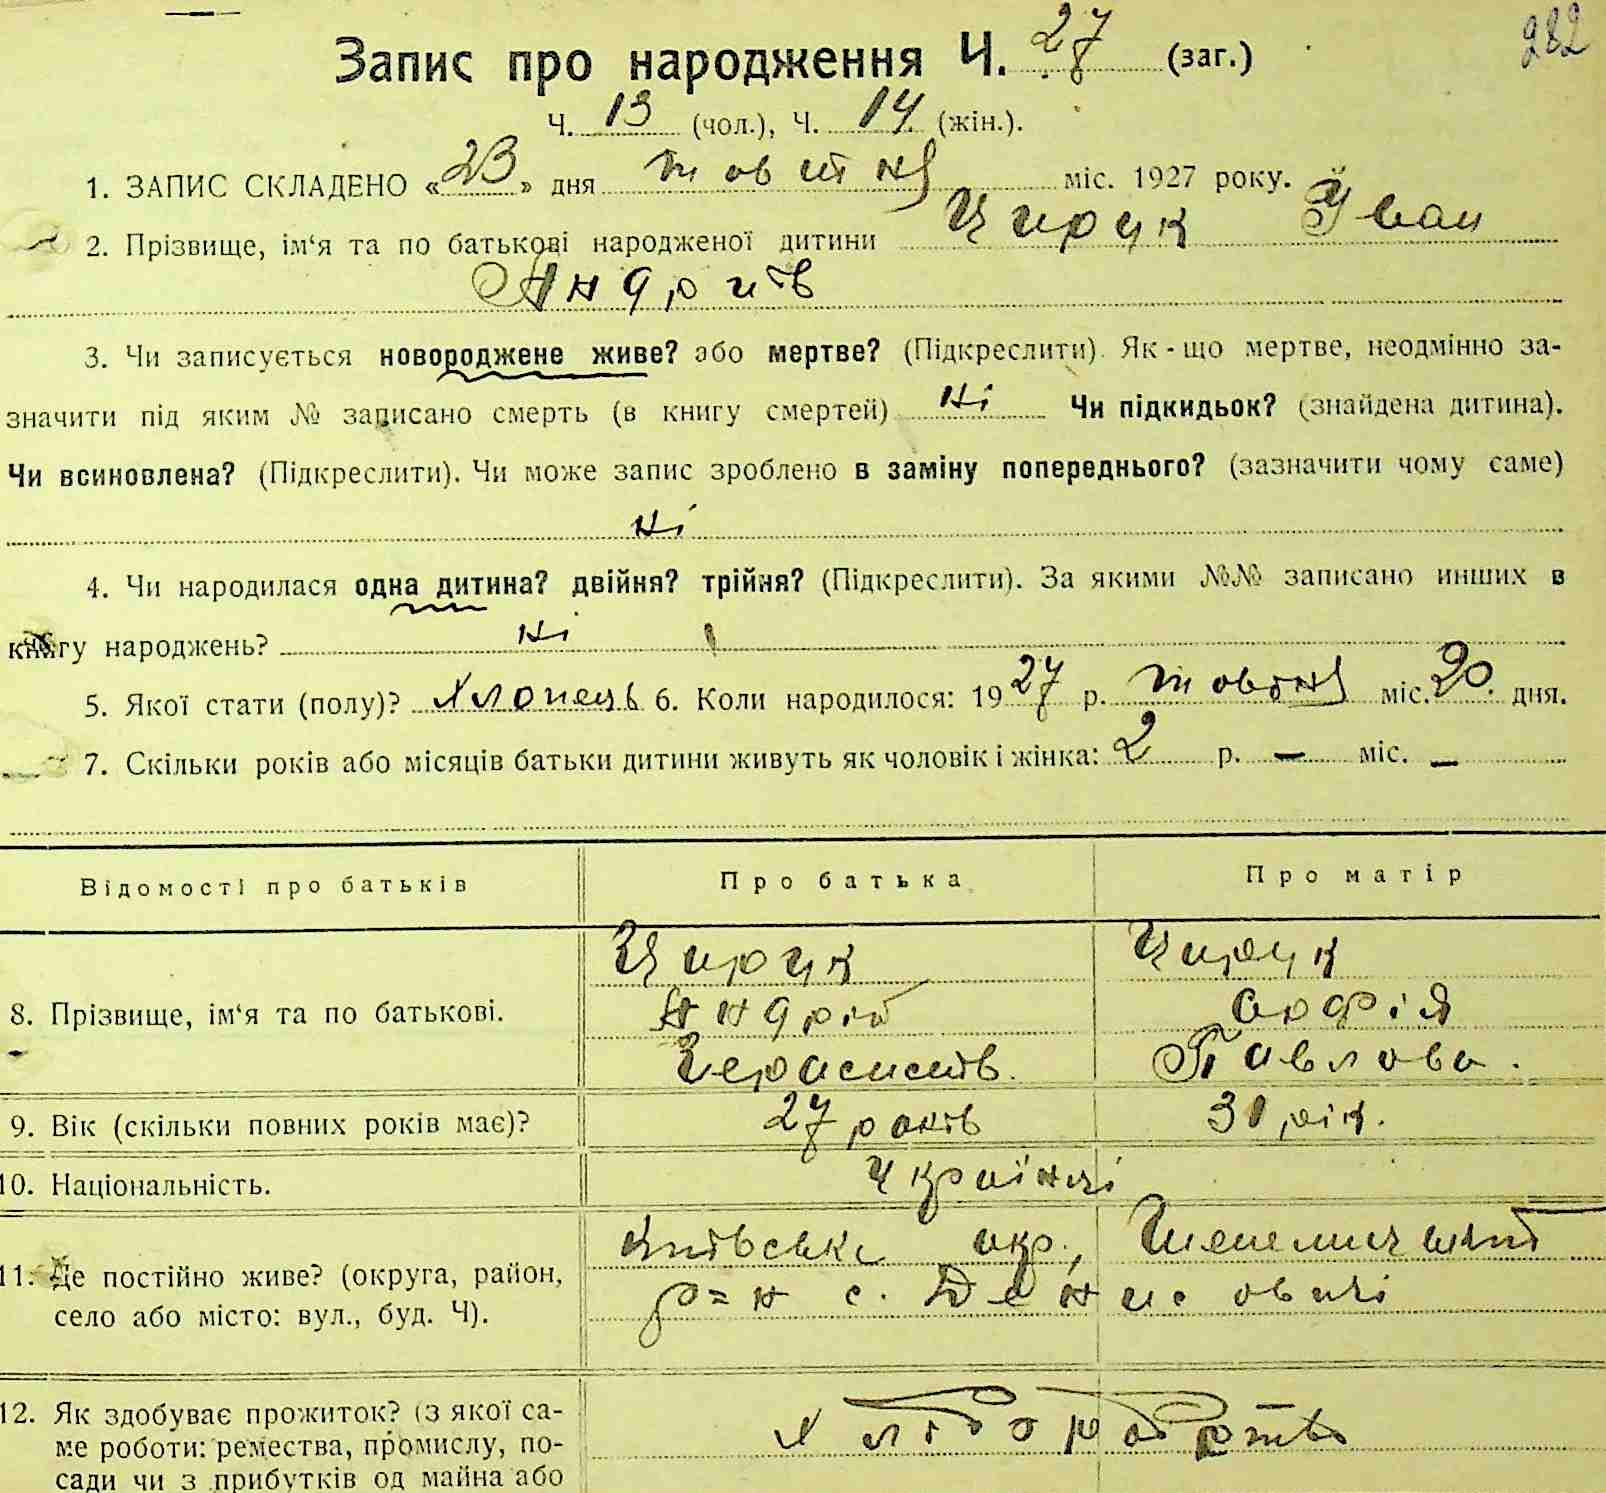 282
Запис про народження Ч. 27 (заг.)
Ч. 13 (чол.), Ч. 14 (жін.).
1. ЗАПИС СКЛАДЕНО «23» дня жовтня міс. 1927 року.
2. Прізвище, ім‘я та по батькові народженої дитини Цирук Іван
Андріїв
3. Чи записується новороджене живе? або мертве? (Підкреслити). Як-що мертве, неодмінно за-
значити під яким № записано смерть (в книгу смертей) ні Чи підкидьок? (знайдена дитина).
Чи всиновлена? (Підкреслити). Чи може запис зроблено в заміну попереднього? (зазначити чому саме)
ні
4. Чи народилася одна дитина? двійня? трійня? (Підкреслити). За якими №№ записано инших в
книгу народжень? ні
5. Якої стати (полу)? Хлопець 6. Коли народилося: 1927 р. жовтня міс. 20 дня.
7. Скільки років або місяців батьки дитини живуть як чоловік і жінка: 2 р. — міс. —
Відомості про батьків Про батька Про матір
8. Прізвище, ім‘я та по батькові.
Цирук Цирук
Андрій Софія
Герасимів Павлова.
9. Вік (скільки повних років має)? 27 років 31 рік.
10. Національність. Українці
11. Де постійно живе? (округа, район,
село або місто: вул., буд. Ч).
Київська окр., Шепелицький
р=н с. Денисовичі
12. Як здобуває прожиток? (з якої са-
ме роботи: ремества, промислу, по-
сади чи з прибутків од майна або
Хліборобство